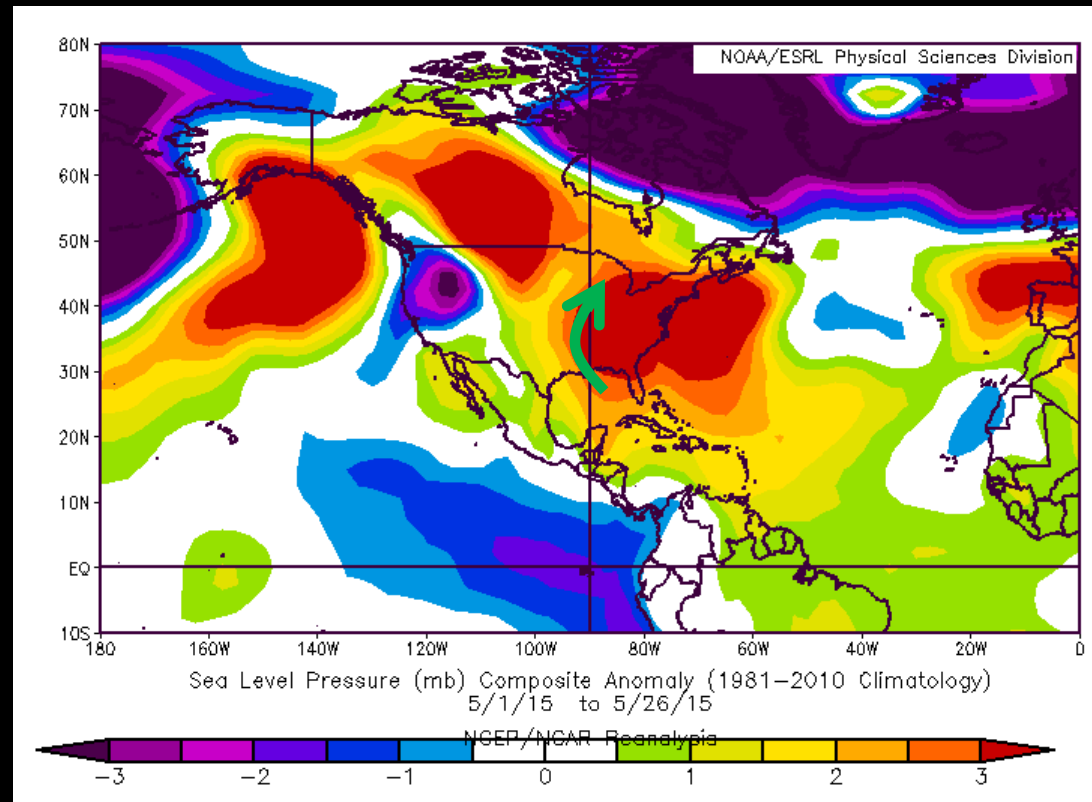 NOAA/ESRL Physical Sciences Division
80N
70N
60N
50N
40N
30N
20N
10N
EQ
10S
180 160W 140W 120W 100W 80W 60W 40W 20W 0
Sea Level Pressure (mb) Composite Anomaly (1981-2010 Climatology)
5/1/15 to 5/26/15
NCEP/NCAR Reanalysis
-3 -2 -1 0 1 2 3